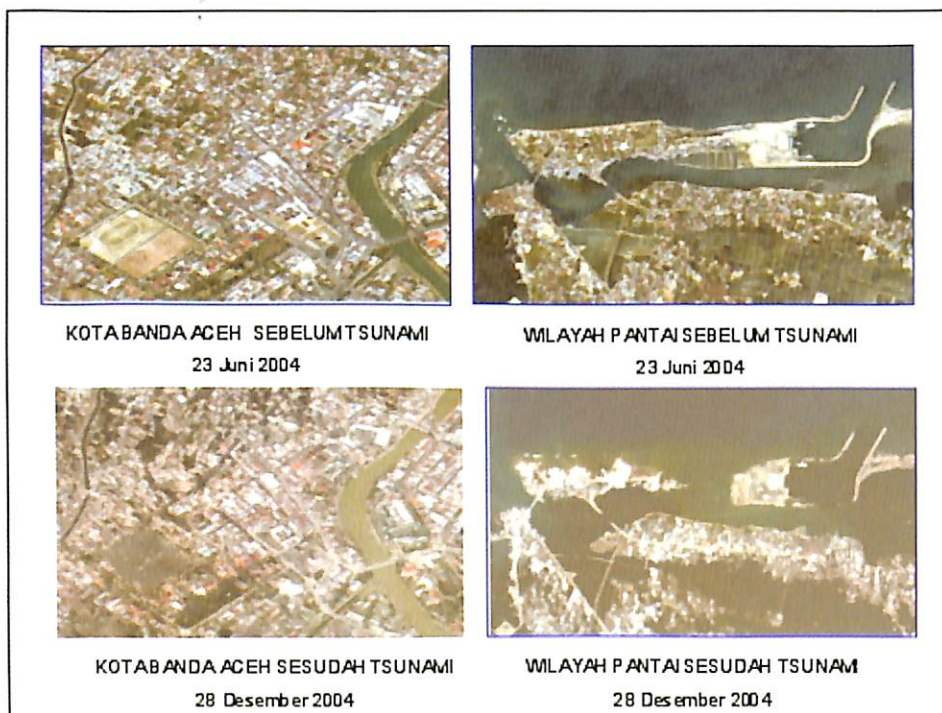 KOTA BANDA ACEH SEBELUM TSUNAMI
23 Juni 2004
WILAYAH PANTAI SEBELUM TSUNAMI
23 Juni 2004
KOTA BANDA ACEH SESUDAH TSUNAMI
28 Desember 2004
WILAYAH PANTAI SESUDAH TSUNAMI
28 Desember 2004